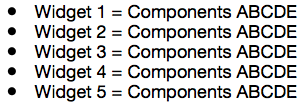 • Widget 1 = Components ABCDE
• Widget 2 = Components ABCDE
• Widget 3 = Components ABCDE
• Widget 4 = Components ABCDE
• Widget 5 = Components ABCDE